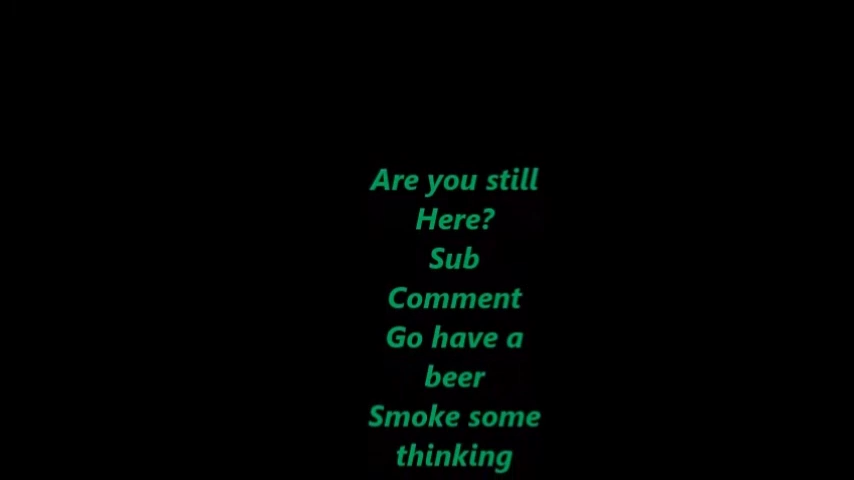 Are you still
Here?
Sub
Comment
Go have a
beer
Smoke some
thinking